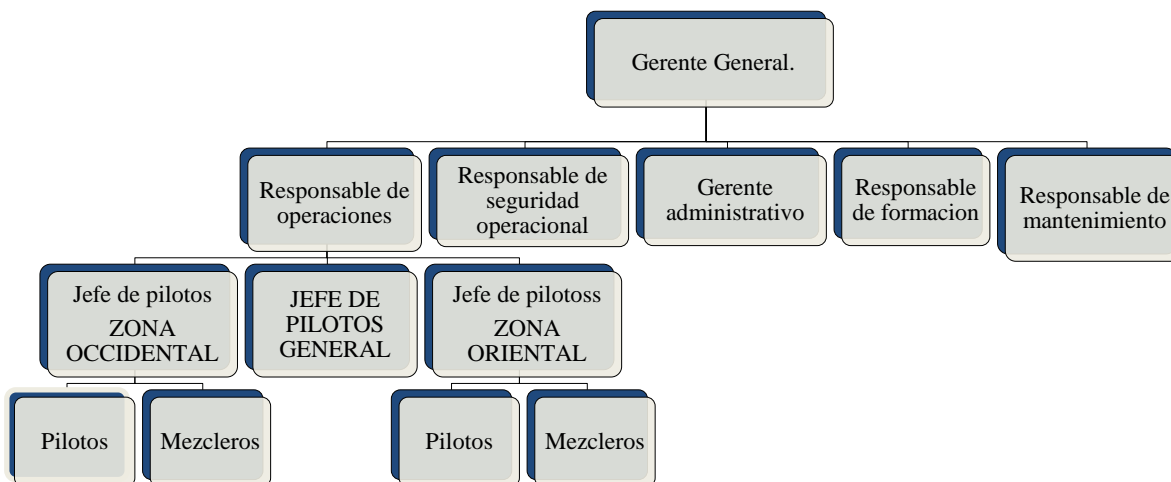 Gerente General.
Responsable de
operaciones
Responsable de
seguridad
operacional
Gerente
administrativo
Responsable
de formacion
Responsable de
mantenimiento
Jefe de pilotos
ZONA
OCCIDENTAL
JEFE DE
PILOTOS
GENERAL
Jefe de pilotoss
ZONA
ORIENTAL
Pilotos
Mezcleros
Pilotos
Mezcleros